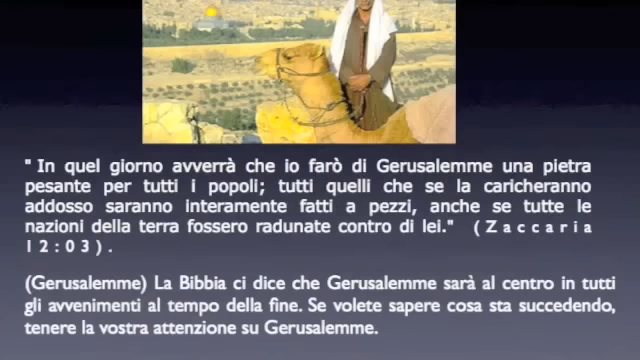 " In quel giorno avverrà che io farò di Gerusalemme una pietra
pesante per tutti i popoli; tutti quelli che se la caricheranno
addosso saranno interamente fatti a pezzi, anche se tutte le
nazioni della terra fossero radunate contro di lei." (Zaccaria
12:03).
(Gerusalemme) La Bibbia ci dice che Gerusalemme sarà al centro in tutti
gli avvenimenti al tempo della fine. Se volete sapere cosa sta succedendo,
tenere la vostra attenzione su Gerusalemme.